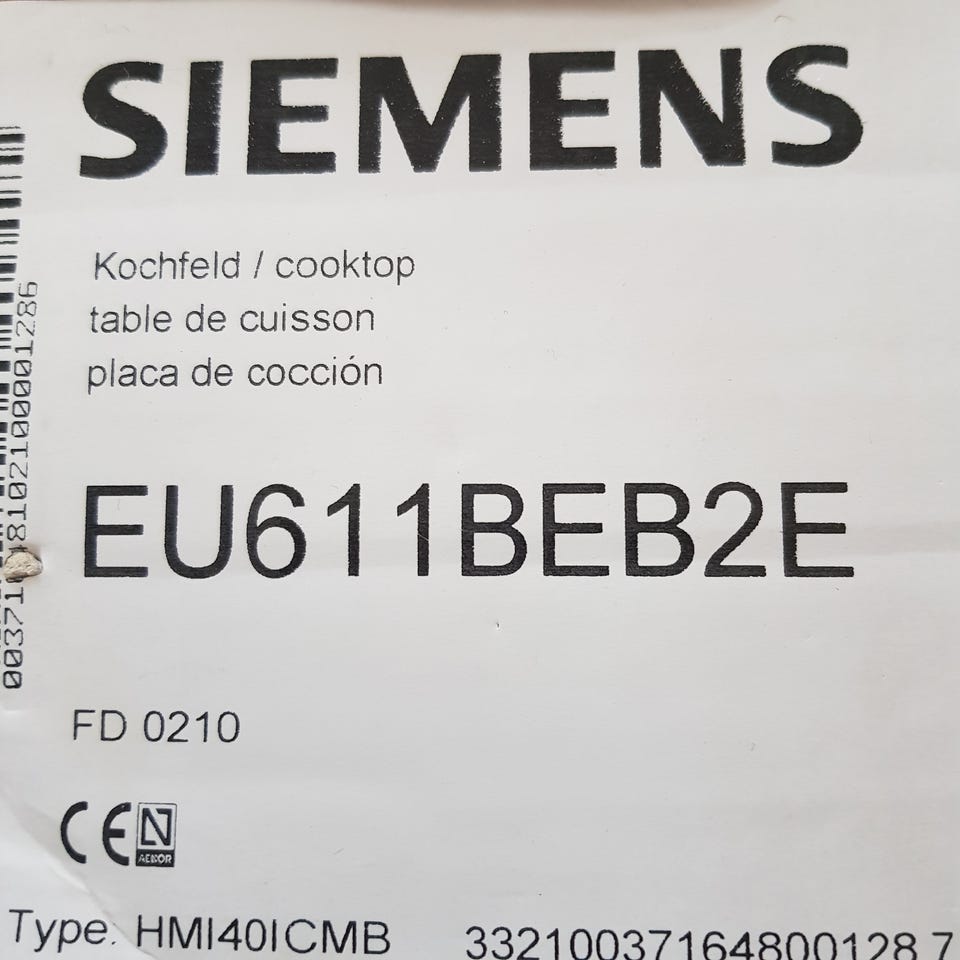 SIEMENS
Kochfeld / cooktop
table de cuisson
placa de cocción
EU611BEB2E
FD 0210
CE N
AENOR
Type: HMI40ICMB 33210037164800128 7